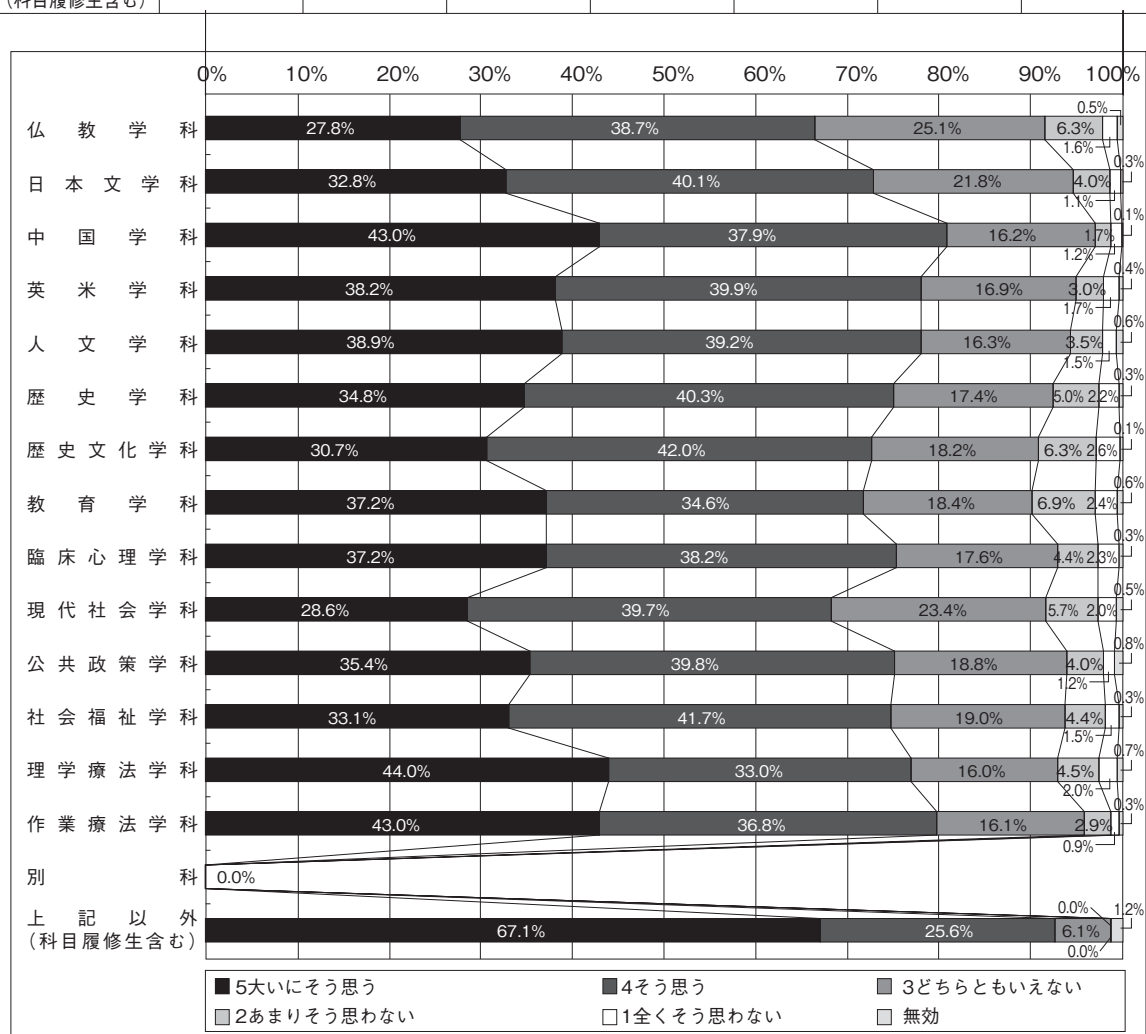 （科目履修生含む）
0% 10% 20% 30% 40% 50% 60% 70% 80% 90% 100%
仏教学科 27.8% 38.7% 25.1% 6.3% 1.6% 0.5%
日本文学科 32.8% 40.1% 21.8% 4.0% 1.1% 0.3%
中国学科 43.0% 37.9% 16.2% 1.7% 1.2% 0.1%
英米学科 38.2% 39.9% 16.9% 3.0% 1.7% 0.4%
人文学科 38.9% 39.2% 16.3% 3.5% 1.5% 0.6%
歴史学科 34.8% 40.3% 17.4% 5.0% 2.2% 0.3%
歴史文化学科 30.7% 42.0% 18.2% 6.3% 2.6% 0.1%
教育学科 37.2% 34.6% 18.4% 6.9% 2.4% 0.6%
臨床心理学科 37.2% 38.2% 17.6% 4.4% 2.3% 0.3%
現代社会学科 28.6% 39.7% 23.4% 5.7% 2.0% 0.5%
公共政策学科 35.4% 39.8% 18.8% 4.0% 1.2% 0.8%
社会福祉学科 33.1% 41.7% 19.0% 4.4% 1.5% 0.3%
理学療法学科 44.0% 33.0% 16.0% 4.5% 2.0% 0.7%
作業療法学科 43.0% 36.8% 16.1% 2.9% 0.9% 0.3%
別科 0.0%
上記以外
（科目履修生含む） 67.1% 25.6% 6.1% 0.0% 0.0% 1.2%
5大いにそう思う 4そう思う 3どちらともいえない
2あまりそう思わない 1全くそう思わない 無効